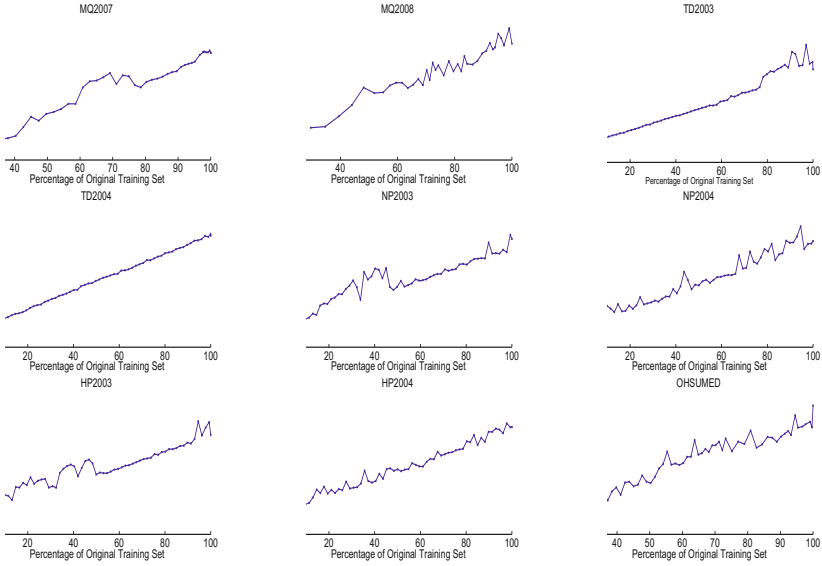 MQ2007 MQ2008 TD2003
40 50 60 70 80 90 100 40 60 80 100 20 40 60 80 100
Percentage of Original Training Set Percentage of Original Training Set Percentage of Original Training Set
TD2004 NP2003 NP2004
20 40 60 80 100 20 40 60 80 100 20 40 60 80 100
Percentage of Original Training Set Percentage of Original Training Set Percentage of Original Training Set
HP2003 HP2004 OHSUMED
20 40 60 80 100 20 40 60 80 100 40 50 60 70 80 90 100
Percentage of Original Training Set Percentage of Original Training Set Percentage of Original Training Set